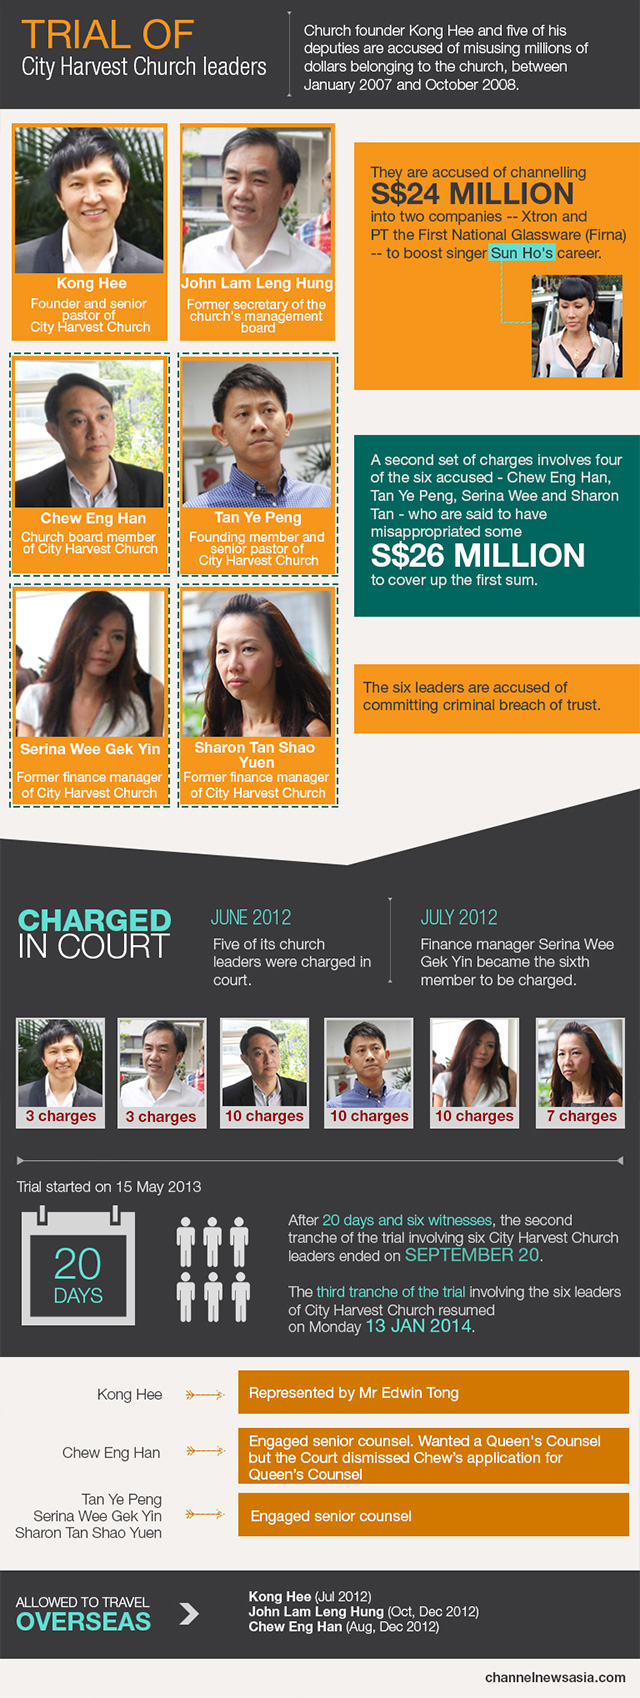 TRIAL OF
City Harvest Church leaders
Church founder Kong Hee and five of his
deputies are accused of misusing millions of
dollars belonging to the church, between
January 2007 and October 2008.
Kong Hee
Founder and senior
pastor of
City Harvest Church
John Lam Leng Hung
Former secretary of the
church's management
board
They are accused of channelling
S$24 MILLION
into two companies -- Xtron and
PT the First National Glassware (Firna)
-- to boost singer Sun Ho's career.
Chew Eng Han
Church board member
of City Harvest Church
Tan Ye Peng
Founding member and
senior pastor of
City Harvest Church
A second set of charges involves four
of the six accused - Chew Eng Han,
Tan Ye Peng, Serina Wee and Sharon
Tan - who are said to have
misappropriated some
S$26 MILLION
to cover up the first sum.
Serina Wee Gek Yin
Former finance manager
of City Harvest Church
Sharon Tan Shao
Yuen
Former finance manager
of City Harvest Church
The six leaders are accused of
committing criminal breach of trust.
CHARGED
IN COURT
JUNE 2012
Five of its church
leaders were charged in
court.
JULY 2012
Finance manager Serina Wee
Gek Yin became the sixth
member to be charged.
3 charges
3 charges
10 charges
10 charges
10 charges
7 charges
Trial started on 15 May 2013
20
DAYS
After 20 days and six witnesses, the second
tranche of the trial involving six City Harvest Church
leaders ended on SEPTEMBER 20.
The third tranche of the trial involving the six leaders
of City Harvest Church resumed
on Monday 13 JAN 2014.
Kong Hee
Represented by Mr Edwin Tong
Chew Eng Han
Engaged senior counsel. Wanted a Queen's Counsel
but the Court dismissed Chew's application for
Queen's Counsel
Tan Ye Peng
Serina Wee Gek Yin
Sharon Tan Shao Yuen
Engaged senior counsel
ALLOWED TO TRAVEL
OVERSEAS
Kong Hee (Jul 2012)
John Lam Leng Hung (Oct, Dec 2012)
Chew Eng Han (Aug, Dec 2012)
channelnewsasia.com